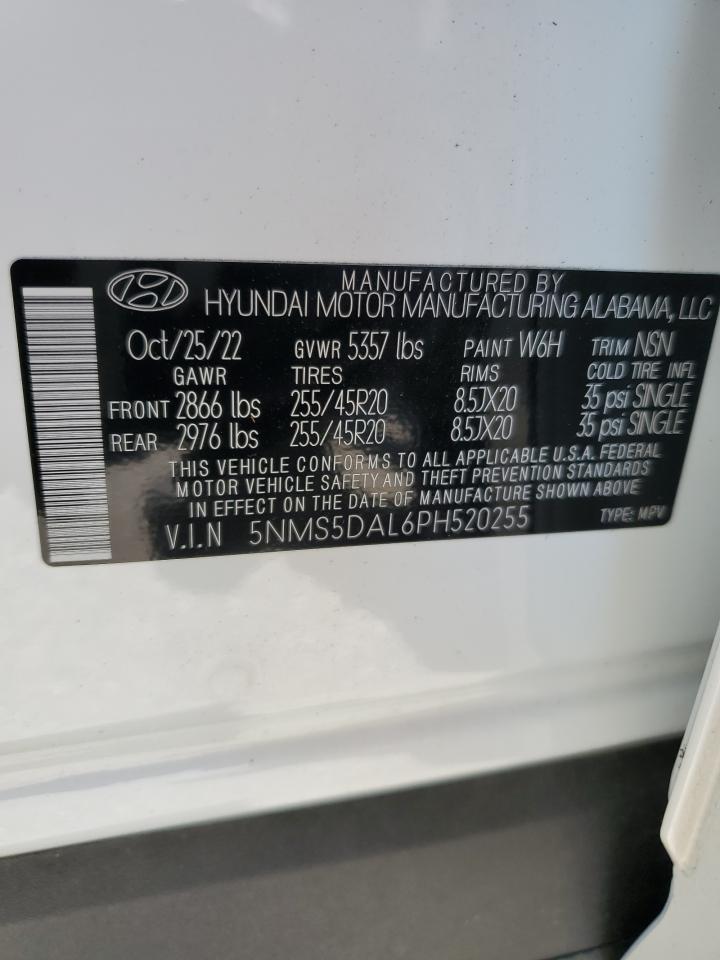 MANUFACTURED BY
HYUNDAI MOTOR MANUFACTURING ALABAMA, LLC
Oct/25/22 GVWR 5357 lbs PAINT W6H TRIM NSN
GAWR TIRES RIMS COLD TIRE INFL
FRONT 2866 lbs 255/45R20 8.5JX20 35 psi SINGLE
REAR 2976 lbs 255/45R20 8.5JX20 35 psi SINGLE
THIS VEHICLE CONFORMS TO ALL APPLICABLE U.S.A. FEDERAL
MOTOR VEHICLE SAFETY AND THEFT PREVENTION STANDARDS
IN EFFECT ON THE DATE OF MANUFACTURE SHOWN ABOVE
V.I.N 5NMS5DAL6PH520255 TYPE: MPV